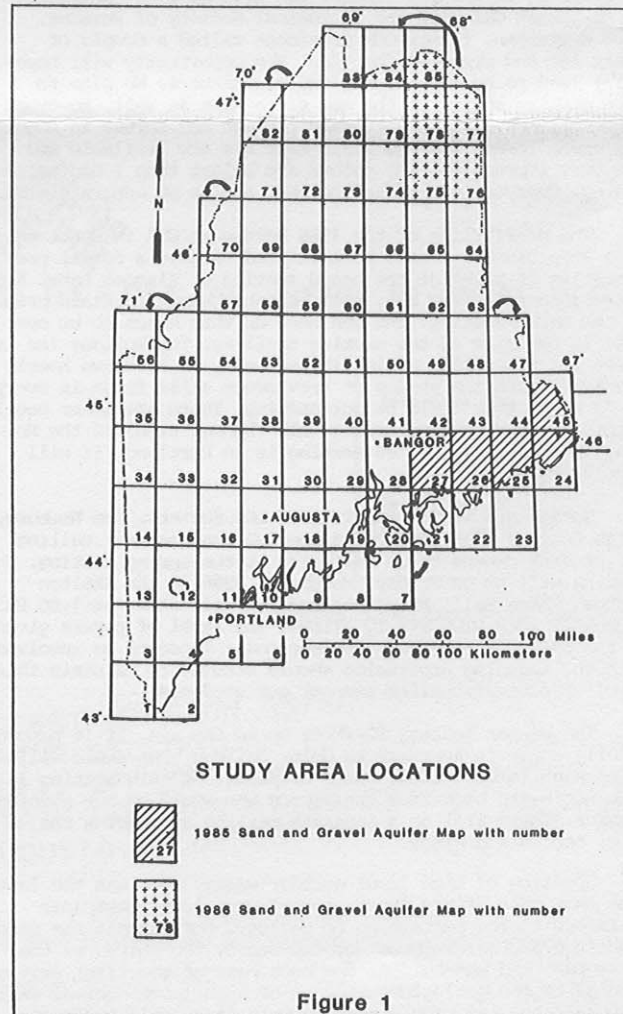 69° 68°
70° 83 84 85
47°
82 81 80 79 78 77
N
71 72 73 74 75 76
46° 70 69 68 67 66 65 64
57 58 59 60 61 62 63
71°
56 55 54 53 52 51 50 49 48 47 67°
45°
35 36 37 38 39 40 41 42 43 44 45
BANGOR 46
34 33 32 31 30 29 28 27 26 25 24
AUGUSTA
14 15 16 17 18 19 20 21 22 23
44°
13 12 11 10 9 8 7
PORTLAND
0 20 40 60 80 100 Miles
0 20 40 60 80 100 Kilometers
3 4 5 6
1 2
43°
STUDY AREA LOCATIONS
27 1985 Sand and Gravel Aquifer Map with number
78 1986 Sand and Gravel Aquifer Map with number
Figure 1